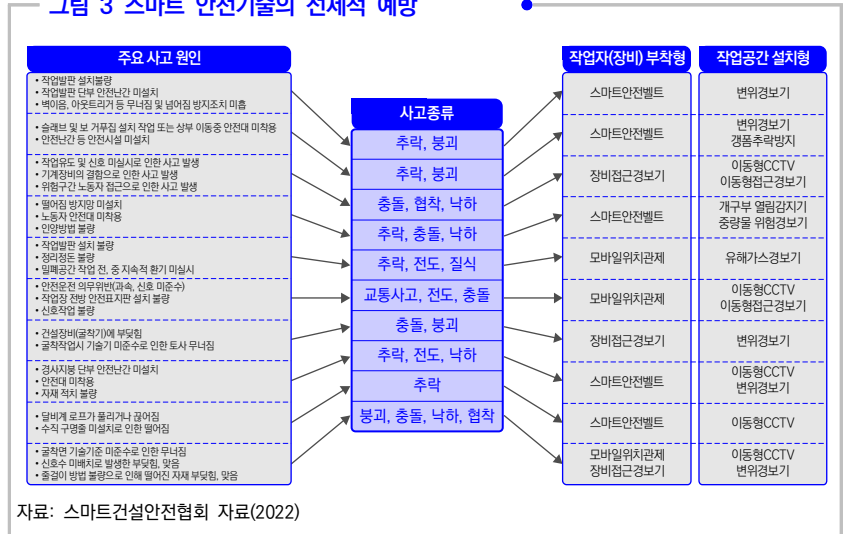 그림 3 스마트 안전기술의 전체적 예방
주요 사고 원인
• 작업발판 설치불량
• 작업발판 단부 안전난간 미설치
• 벽이음, 아웃트리거 등 무너짐 및 넘어짐 방지조치 미흡
• 슬래브 및 보 거푸집 설치 작업 또는 상부 이동중 안전대 미착용
• 안전난간 등 안전시설 미설치
• 작업유도 및 신호 미실시로 인한 사고 발생
• 기계장비의 결함으로 인한 사고 발생
• 위험구간 노동자 접근으로 인한 사고 발생
• 떨어짐 방지망 미설치
• 노동자 안전대 미착용
• 인양방법 불량
• 작업발판 설치 불량
• 정리정돈 불량
• 밀폐공간 작업 전, 중 지속적 환기 미실시
• 안전운전 의무위반(과속, 신호 미준수)
• 작업장 전방 안전표지판 설치 불량
• 신호작업 불량
• 건설장비(굴착기)에 부딪힘
• 굴착작업시 기술기 미준수로 인한 토사 무너짐
• 경사지붕 단부 안전난간 미설치
• 안전대 미착용
• 자재 적치 불량
• 달비계 로프가 풀리거나 끊어짐
• 수직 구명줄 미설치로 인한 떨어짐
• 굴착면 기술기준 미준수로 인한 무너짐
• 신호수 미배치로 발생한 부딪힘, 맞음
• 줄걸이 방법 불량으로 인해 떨어진 자재 부딪힘, 맞음
사고종류
추락, 붕괴
추락, 붕괴
충돌, 협착, 낙하
추락, 충돌, 낙하
추락, 전도, 질식
교통사고, 전도, 충돌
충돌, 붕괴
추락, 전도, 낙하
추락
붕괴, 충돌, 낙하, 협착
작업자(장비) 부착형
스마트안전벨트
스마트안전벨트
장비접근경보기
스마트안전벨트
모바일위치관제
모바일위치관제
장비접근경보기
스마트안전벨트
스마트안전벨트
모바일위치관제
장비접근경보기
작업공간 설치형
변위경보기
변위경보기
갱폼추락방지
이동형CCTV
이동형접근경보기
개구부 열림감지기
중량물 위험경보기
유해가스경보기
이동형CCTV
이동형접근경보기
변위경보기
이동형CCTV
변위경보기
이동형CCTV
이동형CCTV
변위경보기
자료: 스마트건설안전협회 자료(2022)